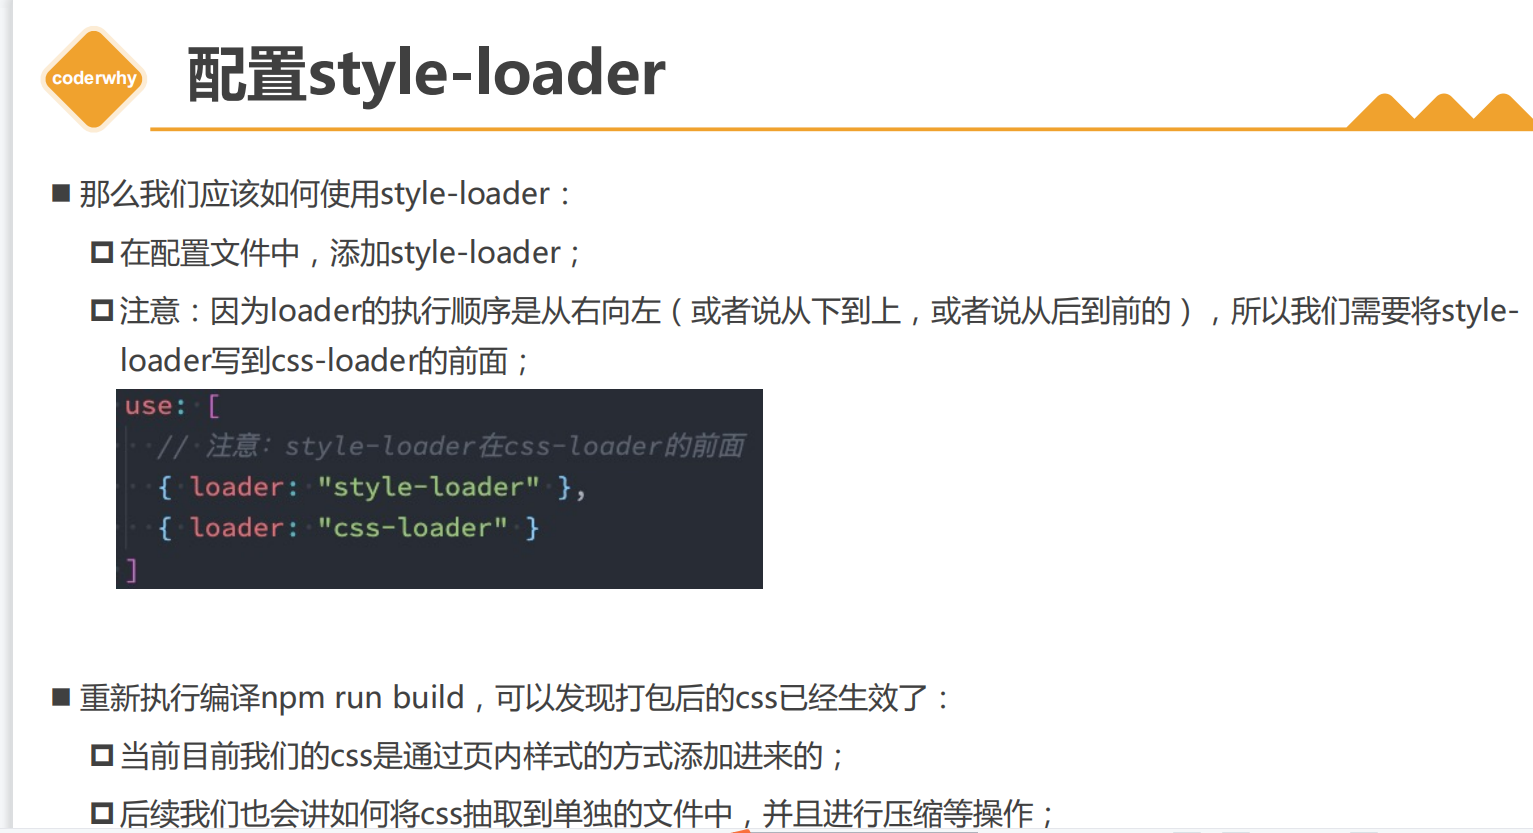 coderwhy
配置style-loader
那么我们应该如何使用style-loader：
在配置文件中，添加style-loader；
注意：因为loader的执行顺序是从右向左（或者说从下到上，或者说从后到前的），所以我们需要将style-
loader写到css-loader的前面；
use: [
// 注意：style-loader在css-loader的前面
{ loader: "style-loader" },
{ loader: "css-loader" }
]
重新执行编译npm run build，可以发现打包后的css已经生效了：
当前目前我们的css是通过页内样式的方式添加进来的；
后续我们也会讲如何将css抽取到单独的文件中，并且进行压缩等操作；